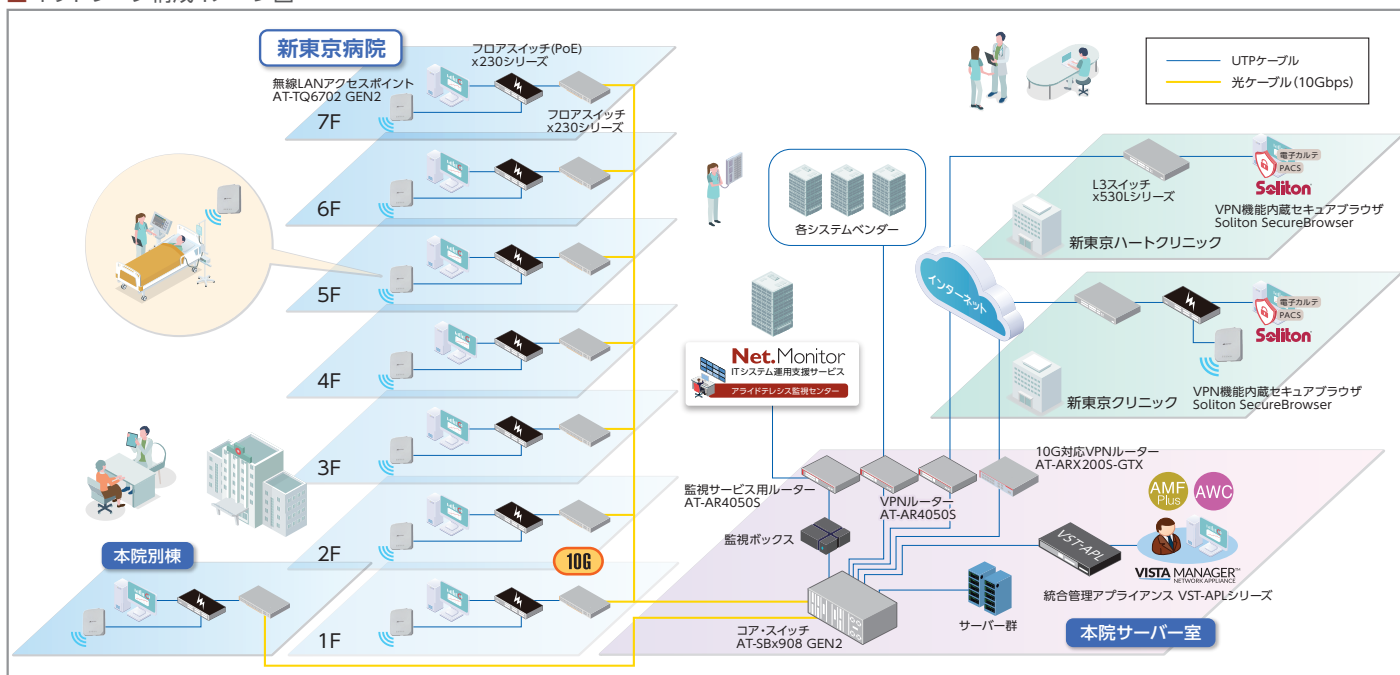 新東京病院
フロアスイッチ(PoE)
x230シリーズ
無線LANアクセスポイント
AT-TQ6702 GEN2
フロアスイッチ
x230シリーズ
7F
6F
5F
4F
3F
2F
1F
10G
本院別棟
UTPケーブル
光ケーブル(10Gbps)
各システムベンダー
L3スイッチ
x530Lシリーズ
電子カルテ
PACS
Soliton
VPN機能内蔵セキュアブラウザ
Soliton SecureBrowser
新東京ハートクリニック
インターネット
電子カルテ
PACS
Soliton
VPN機能内蔵セキュアブラウザ
Soliton SecureBrowser
新東京クリニック
Net.Monitor
ITシステム運用支援サービス
アライドテレシス監視センター
監視サービス用ルーター
AT-AR4050S
VPNルーター
AT-AR4050S
10G対応VPNルーター
AT-ARX200S-GTX
監視ボックス
AMF
Plus
AWC
VST-APL
VISTA MANAGER™
NETWORK APPLIANCE
統合管理アプライアンス VST-APLシリーズ
サーバー群
コア・スイッチ
AT-SBx908 GEN2
本院サーバー室